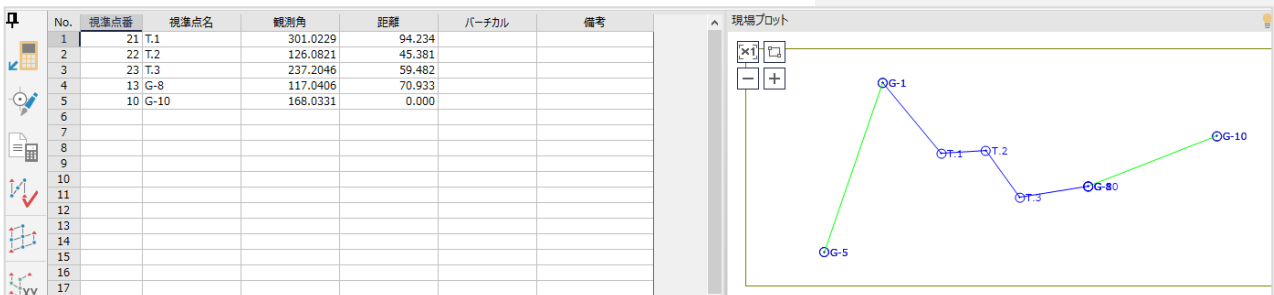 No. 視準点番 視準点名 観測角 距離 バーチカル 備考
1 21 T.1 301.0229 94.234
2 22 T.2 126.0821 45.381
3 23 T.3 237.2046 59.482
4 13 G-8 117.0406 70.933
5 10 G-10 168.0331 0.000
6
7
8
9
10
11
12
13
14
15
16
17
現場プロット
×1
G-1
G-10
T.1
T.2
T.3
G-5
XY